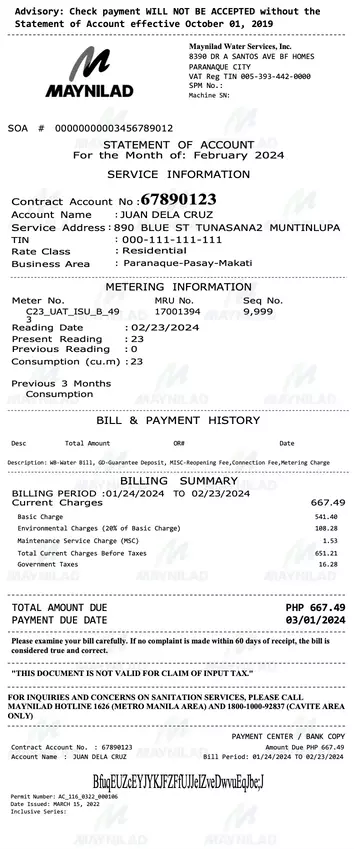 Advisory: Check payment WILL NOT BE ACCEPTED without the
Statement of Account effective October 01, 2019
MAYNILAD
Maynilad Water Services, Inc.
8390 DR A SANTOS AVE BF HOMES
PARANAQUE CITY
VAT Reg TIN 005-393-442-0000
SPM No.:
Machine SN:
SOA # 00000000003456789012
STATEMENT OF ACCOUNT
For the Month of: February 2024
SERVICE INFORMATION
Contract Account No :67890123
Account Name :JUAN DELA CRUZ
Service Address :890 BLUE ST TUNASANA2 MUNTINLUPA
TIN : 000-111-111-111
Rate Class : Residential
Business Area : Paranaque-Pasay-Makati
METERING INFORMATION
Meter No. MRU No. Seq No.
C23_UAT_ISU_B_49 17001394 9,999
3
Reading Date :02/23/2024
Present Reading :23
Previous Reading :0
Consumption (cu.m) :23
Previous 3 Months
Consumption
BILL & PAYMENT HISTORY
Desc Total Amount OR# Date
Description: WB-Water Bill, GD-Guarantee Deposit, MISC-Reopening Fee,Connection Fee,Metering Charge
BILLING SUMMARY
BILLING PERIOD :01/24/2024 TO 02/23/2024
Current Charges 667.49
Basic Charge 541.40
Environmental Charges (20% of Basic Charge) 108.28
Maintenance Service Charge (MSC) 1.53
Total Current Charges Before Taxes 651.21
Government Taxes 16.28
TOTAL AMOUNT DUE PHP 667.49
PAYMENT DUE DATE 03/01/2024
Please examine your bill carefully. If no complaint is made within 60 days of receipt, the bill is
considered true and correct.
"THIS DOCUMENT IS NOT VALID FOR CLAIM OF INPUT TAX."
FOR INQUIRIES AND CONCERNS ON SANITATION SERVICES, PLEASE CALL
MAYNILAD HOTLINE 1626 (METRO MANILA AREA) AND 1800-1000-92837 (CAVITE AREA
ONLY)
PAYMENT CENTER / BANK COPY
Contract Account No. : 67890123 Amount Due PHP 667.49
Account Name : JUAN DELA CRUZ Bill Period: 01/24/2024 TO 02/23/2024
Permit Number: AC_116_0322_000106
Date Issued: MARCH 15, 2022
Inclusive Series: